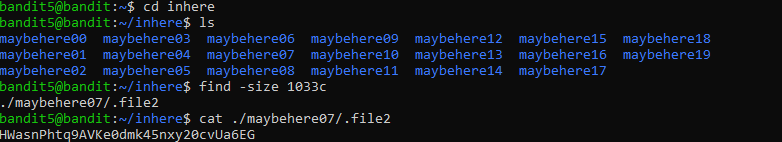 bandit5@bandit:~$ cd inhere
bandit5@bandit:~/inhere$ ls
maybehere00 maybehere03 maybehere06 maybehere09 maybehere12 maybehere15 maybehere18
maybehere01 maybehere04 maybehere07 maybehere10 maybehere13 maybehere16 maybehere19
maybehere02 maybehere05 maybehere08 maybehere11 maybehere14 maybehere17
bandit5@bandit:~/inhere$ find -size 1033c
./maybehere07/.file2
bandit5@bandit:~/inhere$ cat ./maybehere07/.file2
HWasnPhtq9AVKe0dmk45nxy20cvUa6EG